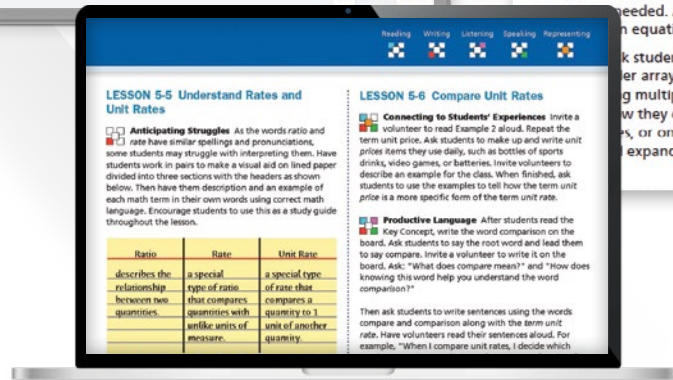 Reading Writing Listening Speaking Representing
LESSON 5-5 Understand Rates and
Unit Rates
Anticipating Struggles As the words ratio and
rate have similar spellings and pronunciations,
some students may struggle with interpreting them. Have
students work in pairs to make a visual aid on lined paper
divided into three sections with the headers as shown
below. Then have them description and an example of
each math term in their own words using correct math
language. Encourage students to use this as a study guide
throughout the lesson.
Ratio
describes the
relationship
between two
quantities.
Rate
a special
type of ratio
that compares
quantities with
unlike units of
measure.
Unit Rate
a special type
of rate that
compares a
quantity to 1
unit of another
quantity.
LESSON 5-6 Compare Unit Rates
Connecting to Students' Experiences Invite a
volunteer to read Example 2 aloud. Repeat the
term unit price. Ask students to make up and write unit
prices items they use daily, such as bottles of sports
drinks, video games, or batteries. Invite volunteers to
describe an example for the class. When finished, ask
students to use the examples to tell how the term unit
price is a more specific form of the term unit rate.
Productive Language After students read the
Key Concept, write the word comparison on the
board. Ask students to say the root word and lead them
to say compare. Invite a volunteer to write it on the
board. Ask: "What does compare mean?" and "How does
knowing this word help you understand the word
comparison?"
Then ask students to write sentences using the words
compare and comparison along with the term unit
rate. Have volunteers read their sentences aloud. For
example, "When I compare unit rates, I decide which
needed.
n equati
k studen
er array
g multip
w they
s, or on
expand